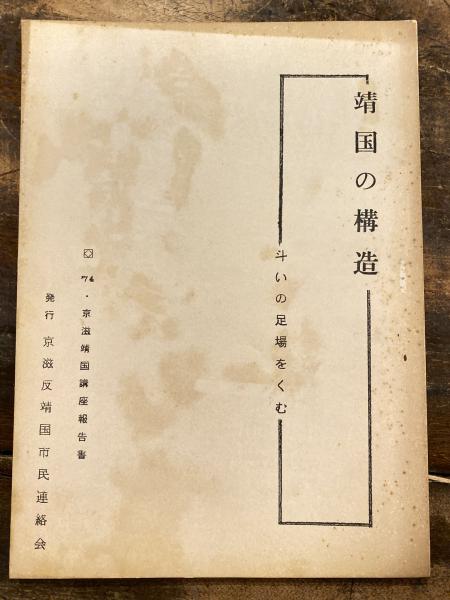 靖国の構造
斗いの足場をくむ
74・京滋靖国講座報告書
発行 京滋反靖国市民連絡会